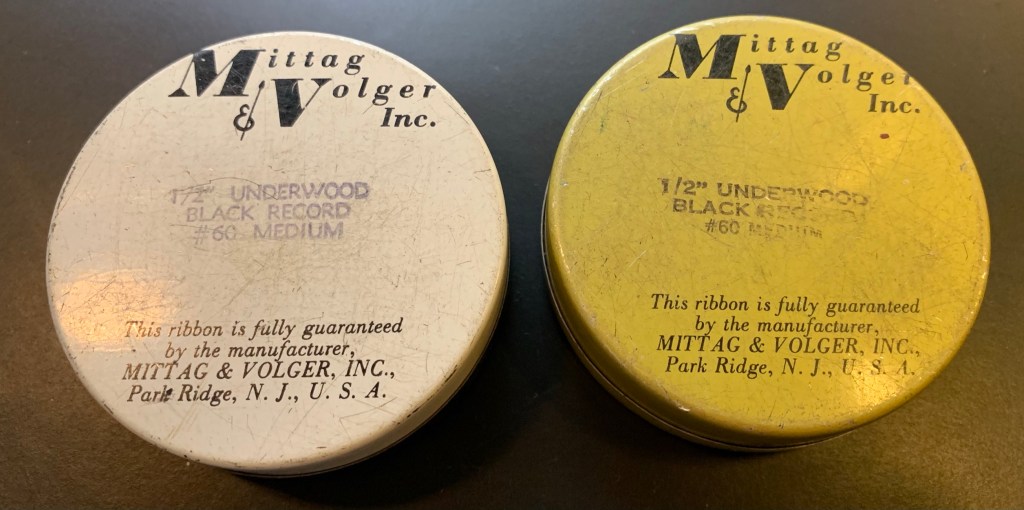 Mittag
& Volger
Inc.
1/2" UNDERWOOD
BLACK RECORD
#60 MEDIUM
This ribbon is fully guaranteed
by the manufacturer,
MITTAG & VOLGER, INC.,
Park Ridge, N. J., U. S. A.
Mittag
& Volger
Inc.
1/2" UNDERWOOD
BLACK RECORD
#60 MEDIUM
This ribbon is fully guaranteed
by the manufacturer,
MITTAG & VOLGER, INC.,
Park Ridge, N. J., U. S. A.